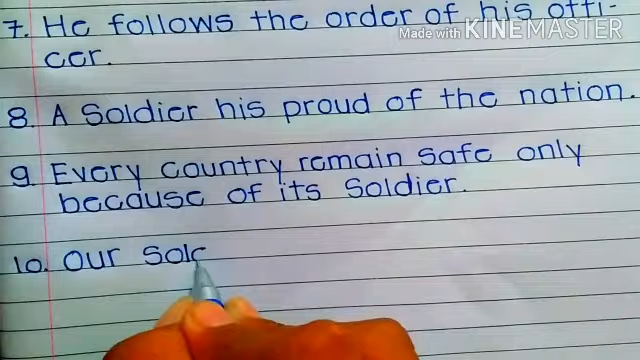 7. He follows the order of his offi-
Made with KINEMASTER
cer.
8. A Soldier his proud of the nation.
9. Every country remain safe only
because of its Soldier.
10. Our Sol